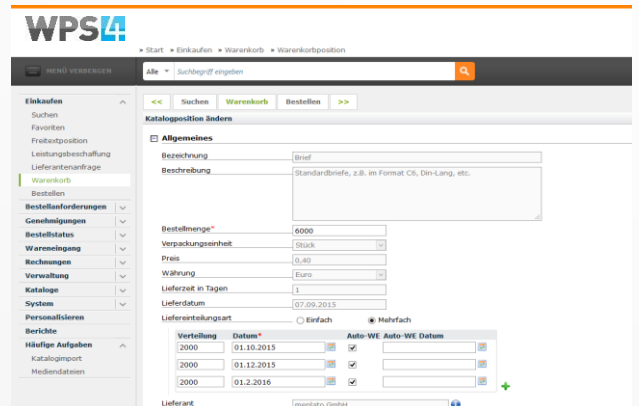 WPS4
» Start » Einkaufen » Warenkorb » Warenkorbposition
MENÜ VERBERGEN
Alle Suchbegriff eingeben
Einkaufen
Suchen
Favoriten
Freitextposition
Leistungsbeschaffung
Lieferantenanfrage
Warenkorb
Bestellen
Bestellanforderungen
Genehmigungen
Bestellstatus
Wareneingang
Rechnungen
Verwaltung
Kataloge
System
Personalisieren
Berichte
Häufige Aufgaben
Katalogimport
Mediendateien
<< Suchen Warenkorb Bestellen >>
Katalogposition ändern
Allgemeines
Bezeichnung Brief
Beschreibung Standardbriefe, z.B. im Format C6, Din-Lang, etc.
Bestellmenge* 6000
Verpackungseinheit Stück
Preis 0,40
Währung Euro
Lieferzeit in Tagen 1
Lieferdatum 07.09.2015
Liefereinteilungsart Einfach Mehrfach
Verteilung Datum* Auto-WE Auto-WE Datum
2000 01.10.2015
2000 01.12.2015
2000 01.2.2016
Lieferant meplato GmbH